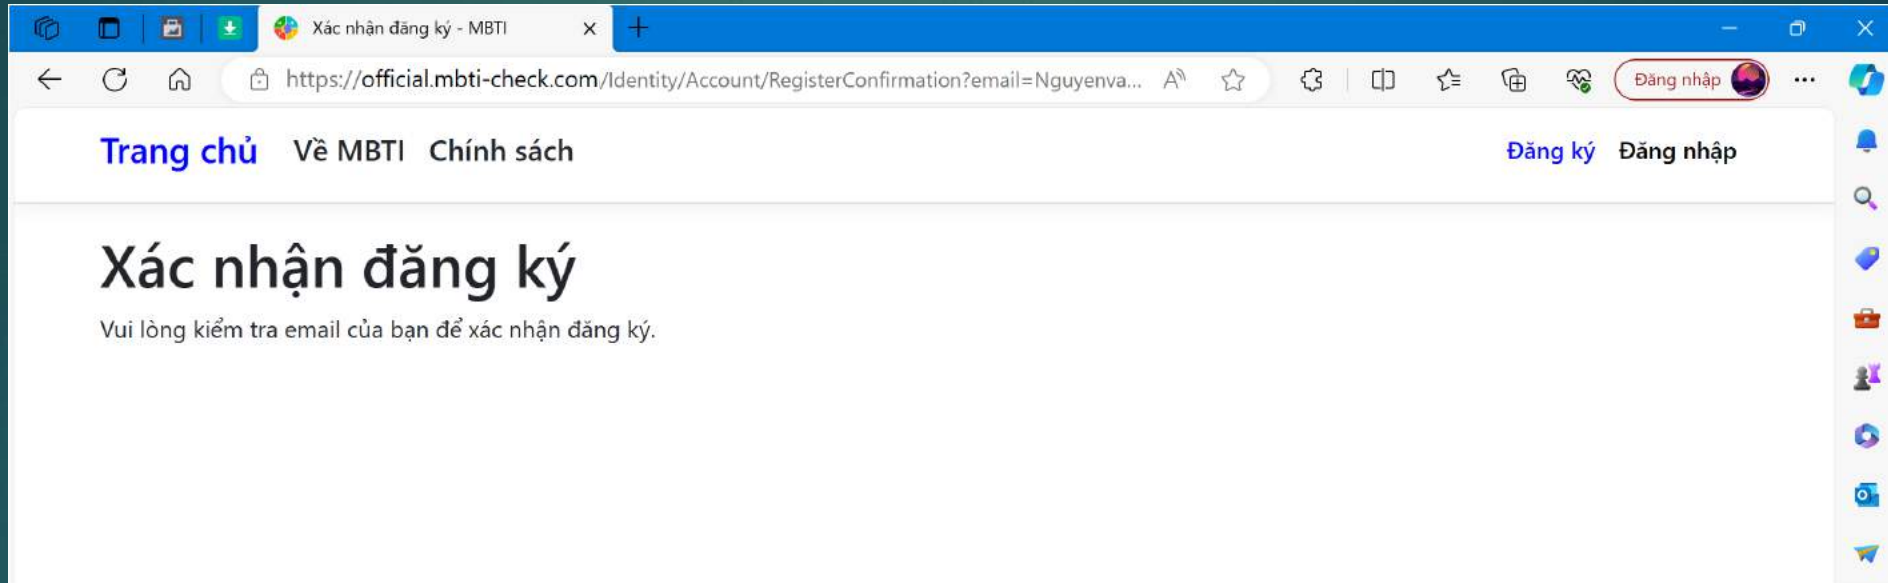 Xác nhận đăng ký - MBTI
https://official.mbti-check.com/Identity/Account/RegisterConfirmation?email=Nguyenva...
Đăng nhập
Trang chủ Về MBTI Chính sách Đăng ký Đăng nhập
Xác nhận đăng ký
Vui lòng kiểm tra email của bạn để xác nhận đăng ký.